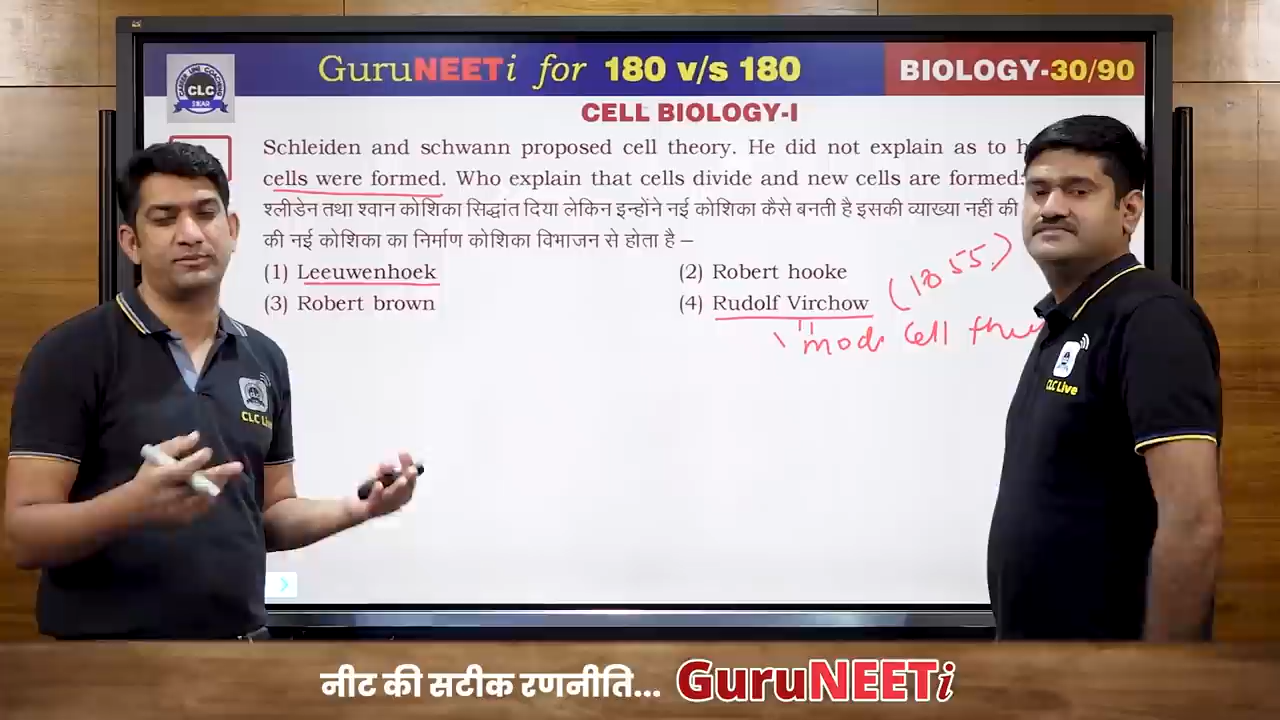 GuruNEETi for 180 v/s 180
BIOLOGY-30/90
CLC
SIKAR
CELL BIOLOGY-I
Schleiden and schwann proposed cell theory. He did not explain as to
cells were formed. Who explain that cells divide and new cells are formed:
श्लीडेन तथा श्वान कोशिका सिद्धांत दिया लेकिन इन्होंने नई कोशिका कैसे बनती है इसकी व्याख्या नहीं की
की नई कोशिका का निर्माण कोशिका विभाजन से होता है –
(1) Leeuwenhoek
(2) Robert hooke
(3) Robert brown
(4) Rudolf Virchow
(1855)
Cell
CLC Live
CLC Live
नीट की सटीक रणनीति... GuruNEETi